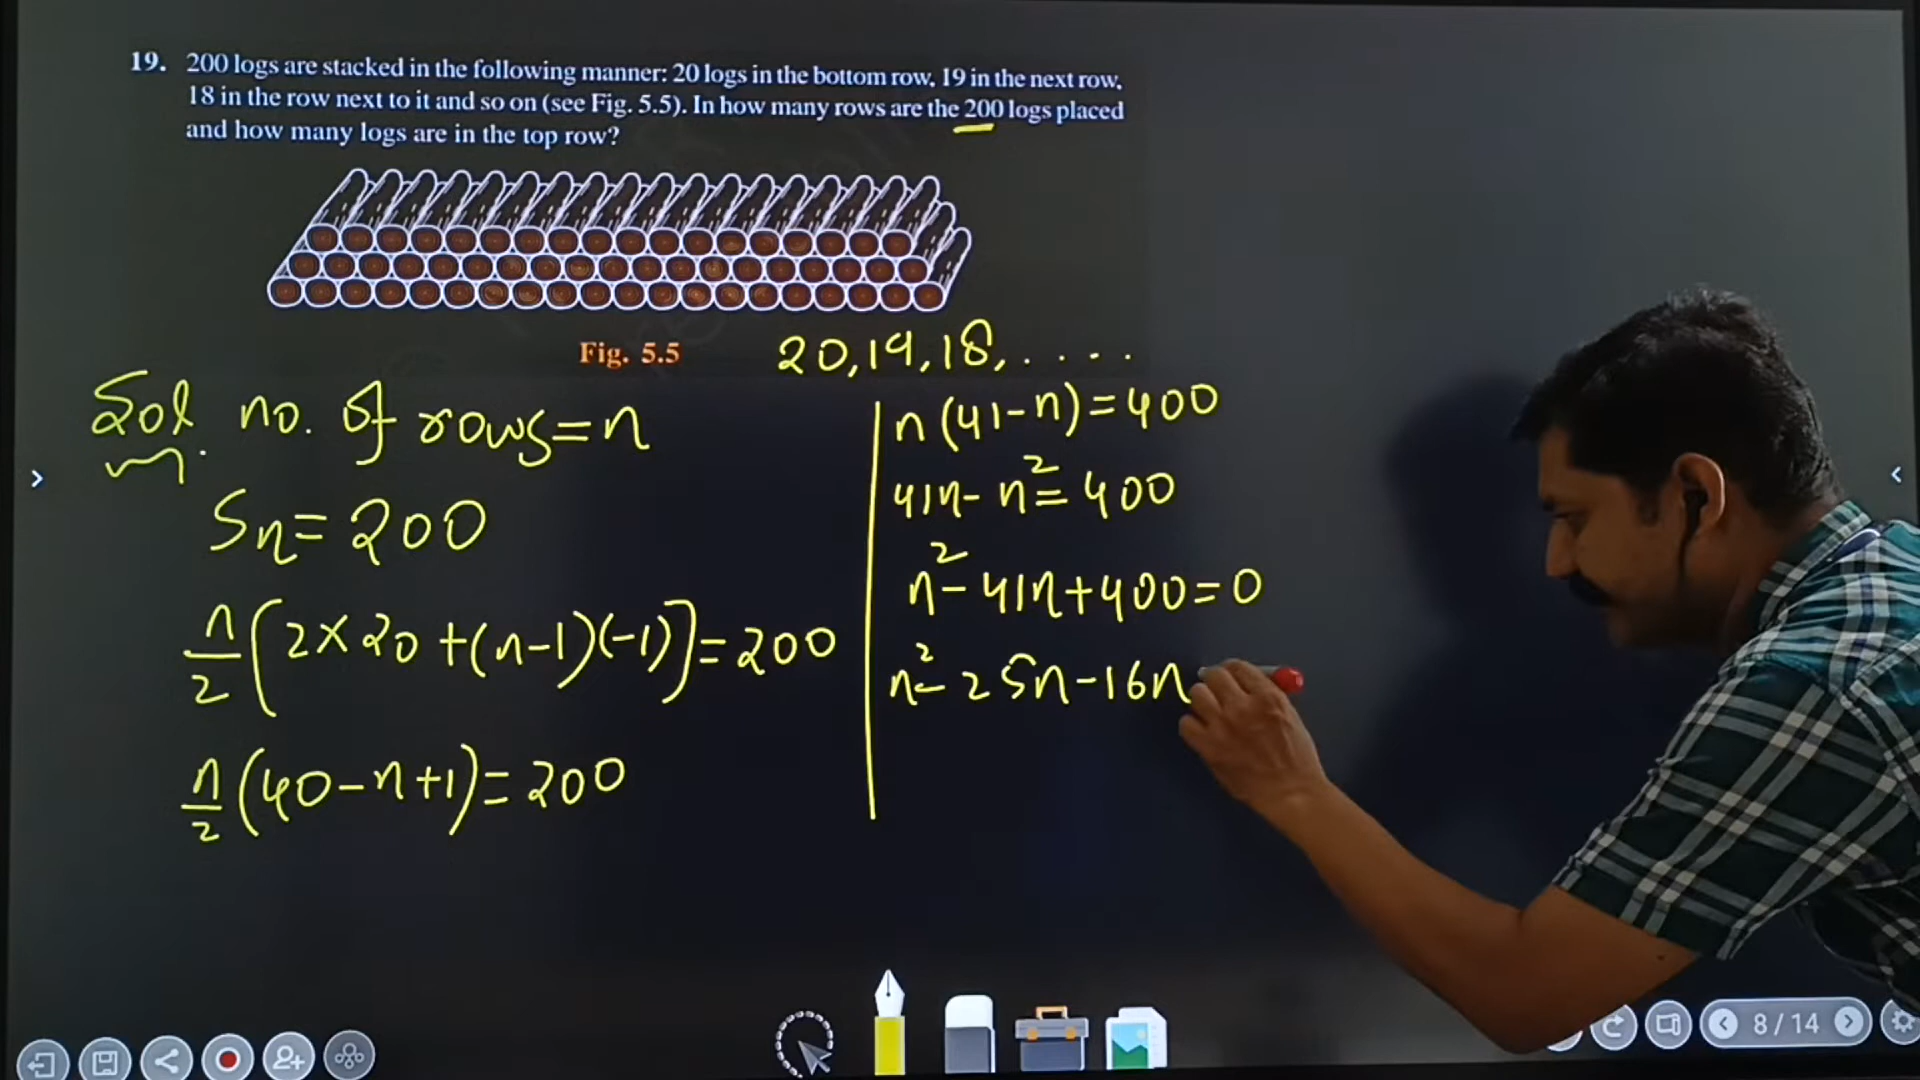 19. 200 logs are stacked in the following manner: 20 logs in the bottom row, 19 in the next row,
18 in the row next to it and so on (see Fig. 5.5). In how many rows are the 200 logs placed
and how many logs are in the top row?
Fig. 5.5
20,19,18,....
Sol no. of rows=n
Sn=200
n/2[2×20+(n-1)(-1)]=200
n/2(40-n+1)=200
n(41-n)=400
41n-n²=400
n²-41n+400=0
n²-25n-16n
8/14